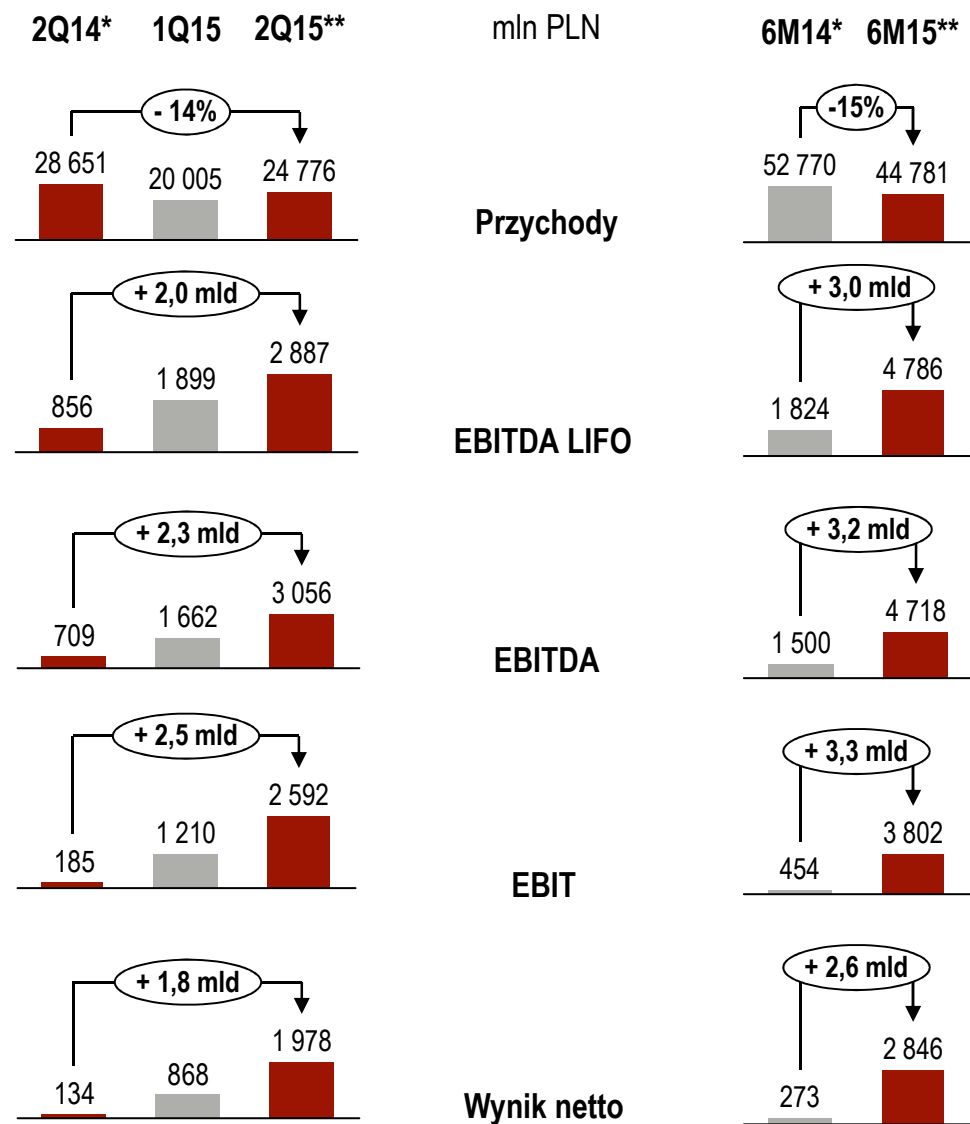 2Q14* 1Q15 2Q15** mln PLN 6M14* 6M15**
- 14% -15%
28 651 20 005 24 776 52 770 44 781
Przychody
+ 2,0 mld + 3,0 mld
856 1 899 2 887 1 824 4 786
EBITDA LIFO
+ 2,3 mld + 3,2 mld
709 1 662 3 056 1 500 4 718
EBITDA
+ 2,5 mld + 3,3 mld
185 1 210 2 592 454 3 802
EBIT
+ 1,8 mld + 2,6 mld
134 868 1 978 273 2 846
Wynik netto